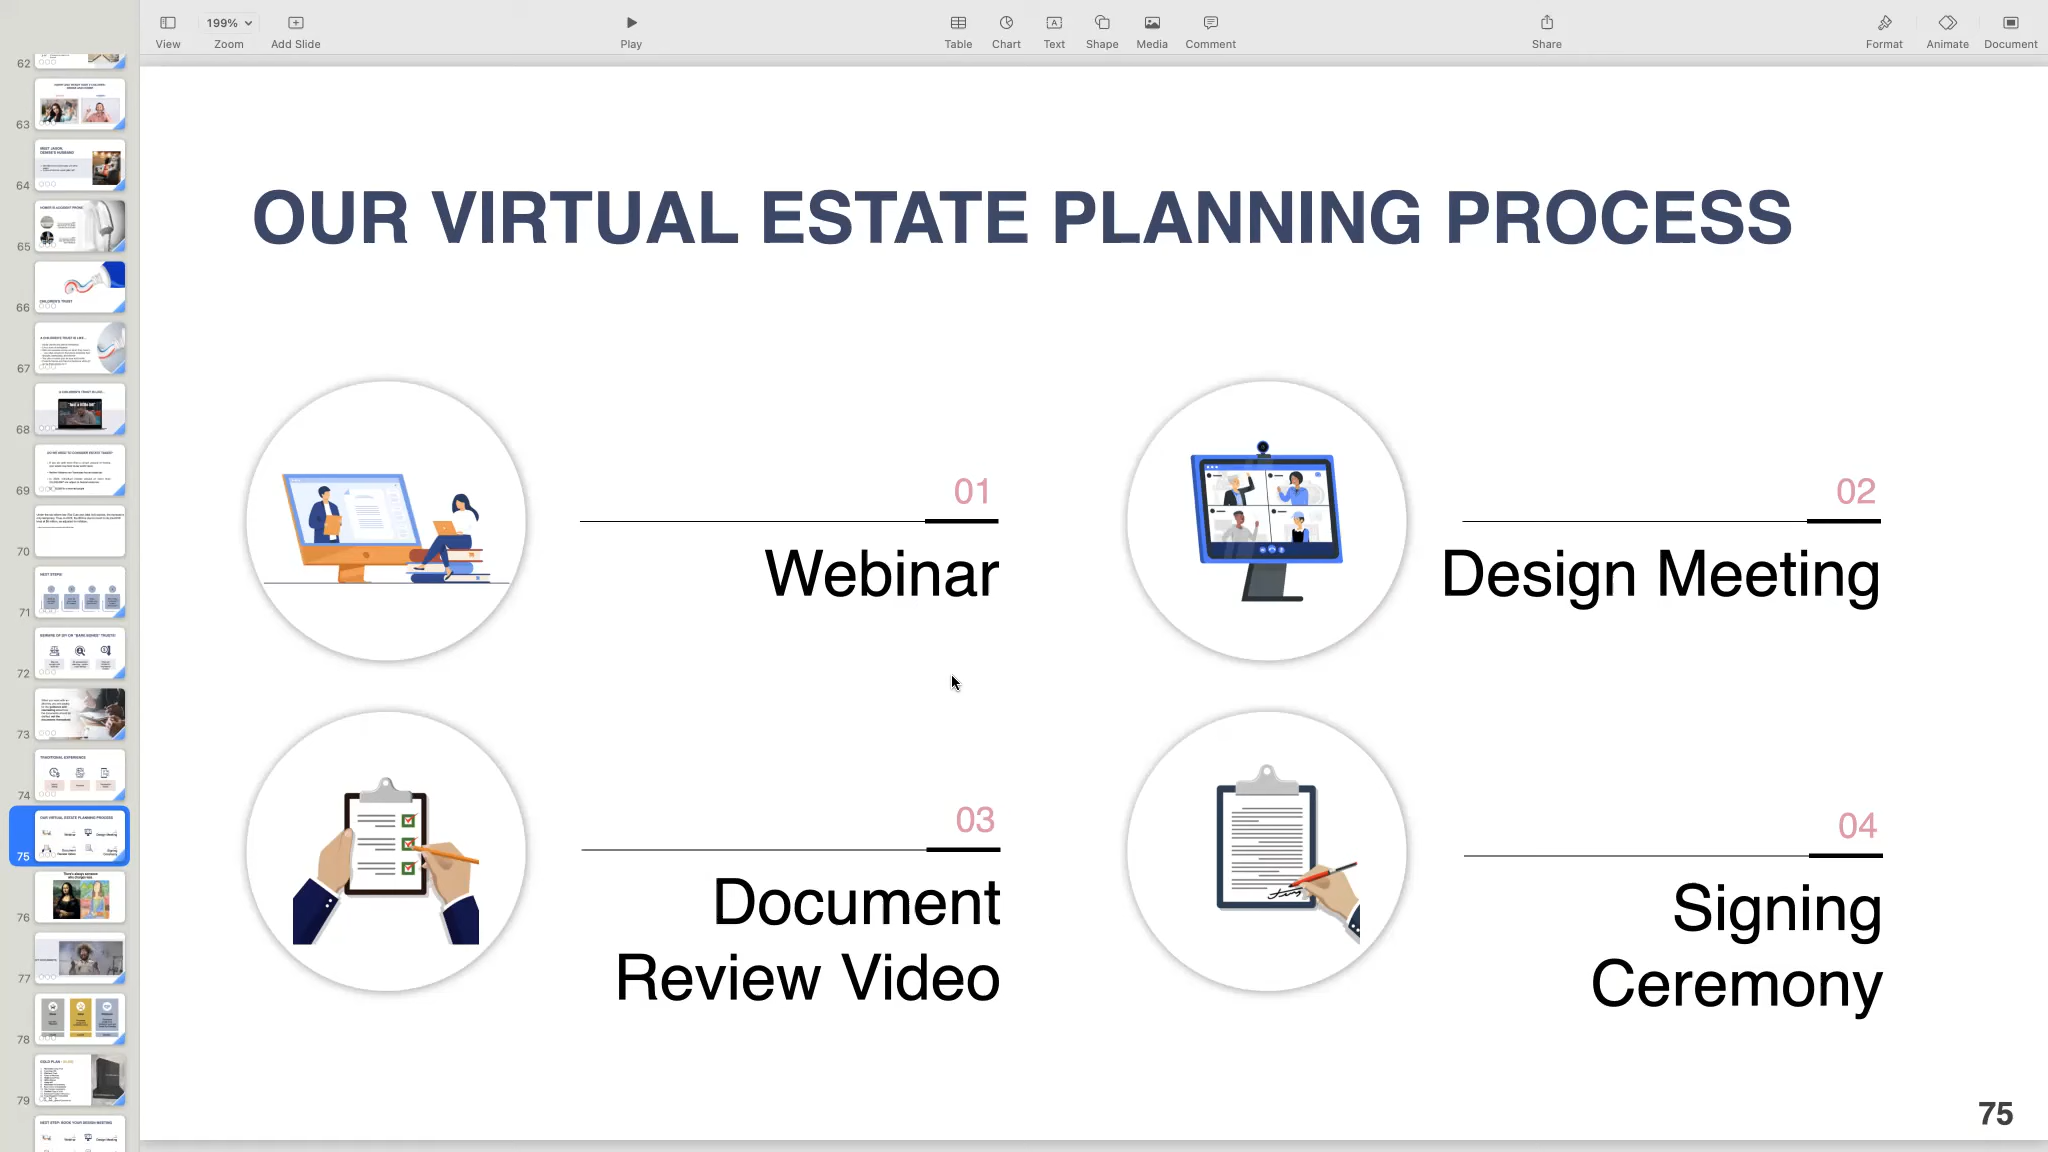 199%
View
Zoom
Add Slide
Play
Table
Chart
Text
Shape
Media
Comment
Share
Format
Animate
Document
62
63
64
65
66
67
68
69
70
71
72
73
74
75
76
77
78
79
OUR VIRTUAL ESTATE PLANNING PROCESS
01
Webinar
02
Design Meeting
03
Document
Review Video
04
Signing
Ceremony
75